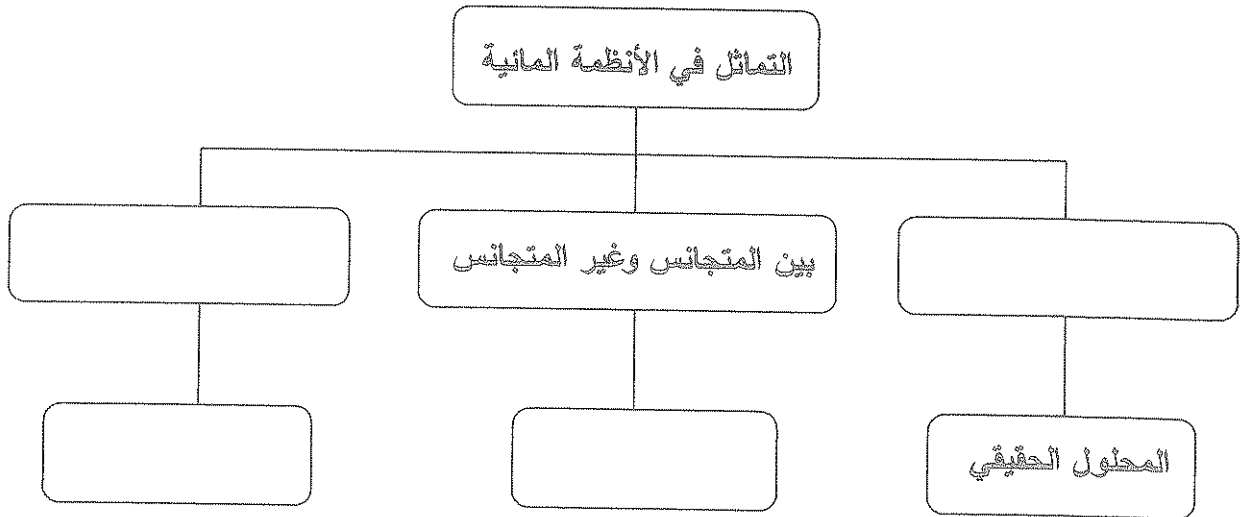 التماثل في الأنظمة المائية
بين المتجانس وغير المتجانس
المحلول الحقيقي